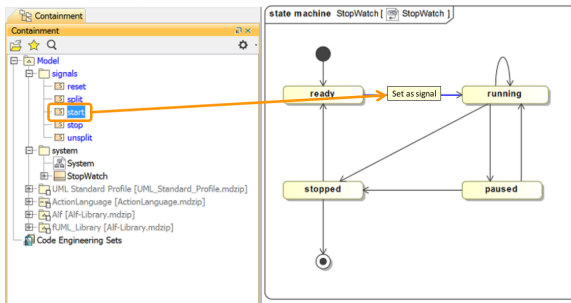 Containment
Containment
Model
signals
reset
split
start
stop
unsplit
system
System
StopWatch
UML Standard Profile [UML_Standard_Profile.mdzip]
ActionLanguage [ActionLanguage.mdzip]
Alf [Alf-Library.mdzip]
fUML_Library [Alf-Library.mdzip]
Code Engineering Sets
state machine StopWatch [ StopWatch ]
ready
Set as signal
running
stopped
paused